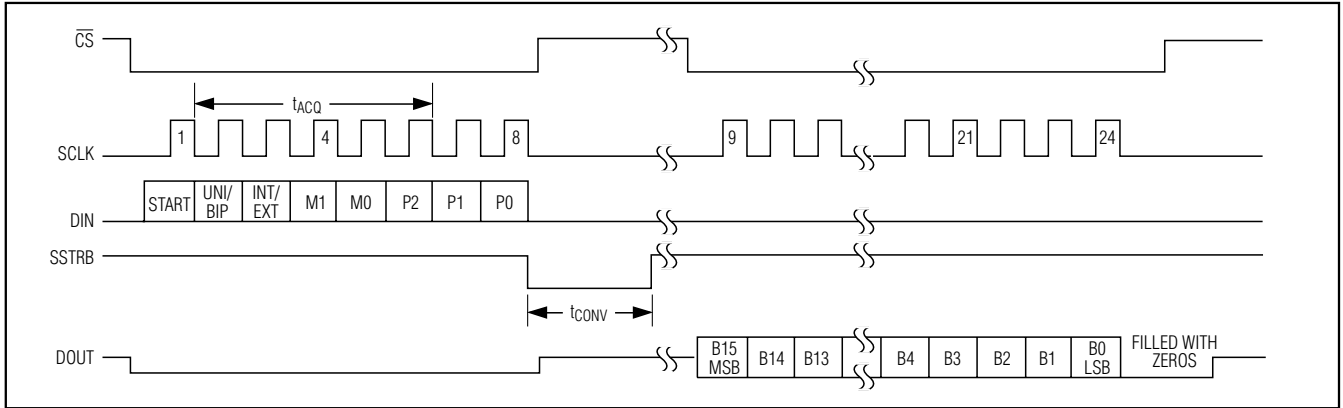 CS
tACQ
SCLK 1 4 8 9 21 24
DIN START UNI/BIP INT/EXT M1 M0 P2 P1 P0
SSTRB
tCONV
DOUT B15 MSB B14 B13 B4 B3 B2 B1 B0 LSB FILLED WITH ZEROS